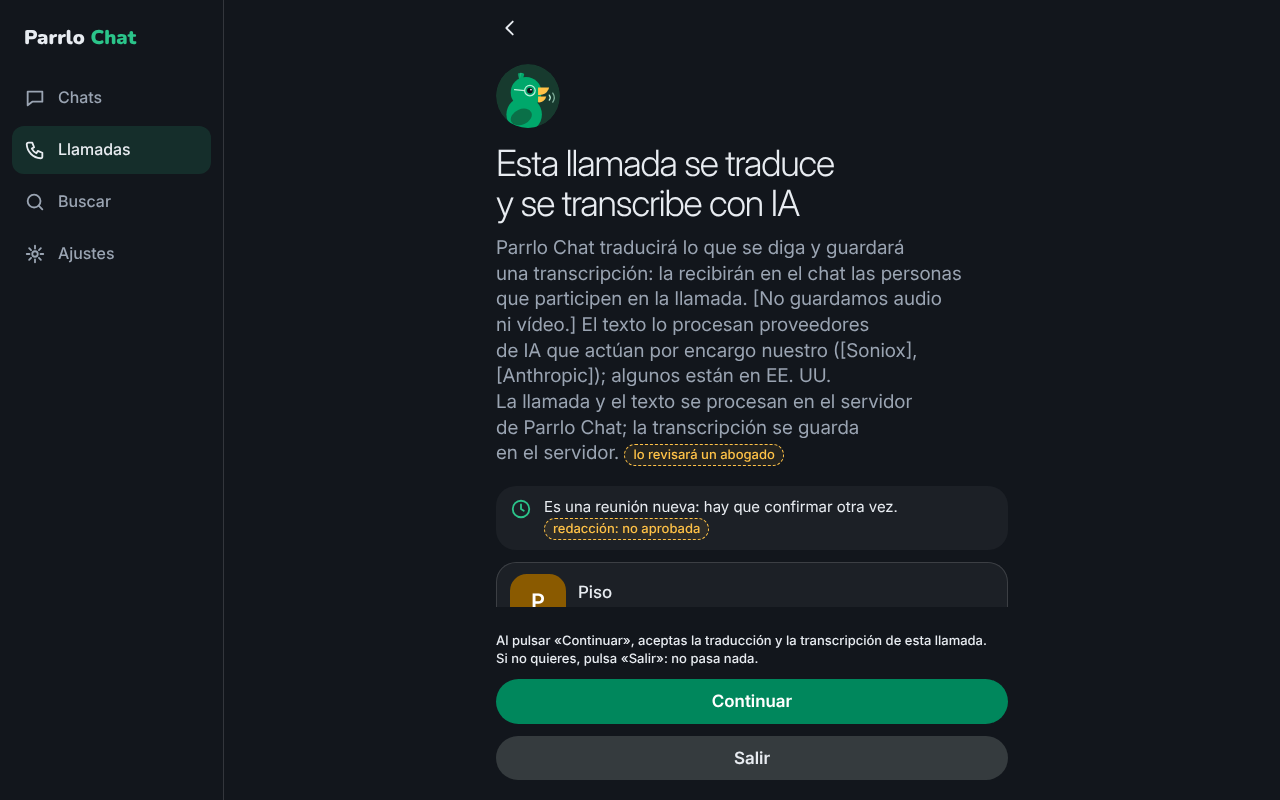 Parrlo Chat
Chats
Llamadas
Buscar
Ajustes
Esta llamada se traduce
y se transcribe con IA
Parrlo Chat traducirá lo que se diga y guardará
una transcripción: la recibirán en el chat las personas
que participen en la llamada. [No guardamos audio
ni vídeo.] El texto lo procesan proveedores
de IA que actúan por encargo nuestro ([Soniox],
[Anthropic]); algunos están en EE. UU.
La llamada y el texto se procesan en el servidor
de Parrlo Chat; la transcripción se guarda
en el servidor. lo revisará un abogado
Es una reunión nueva: hay que confirmar otra vez.
redacción: no aprobada
P
Piso
Al pulsar «Continuar», aceptas la traducción y la transcripción de esta llamada.
Si no quieres, pulsa «Salir»: no pasa nada.
Continuar
Salir